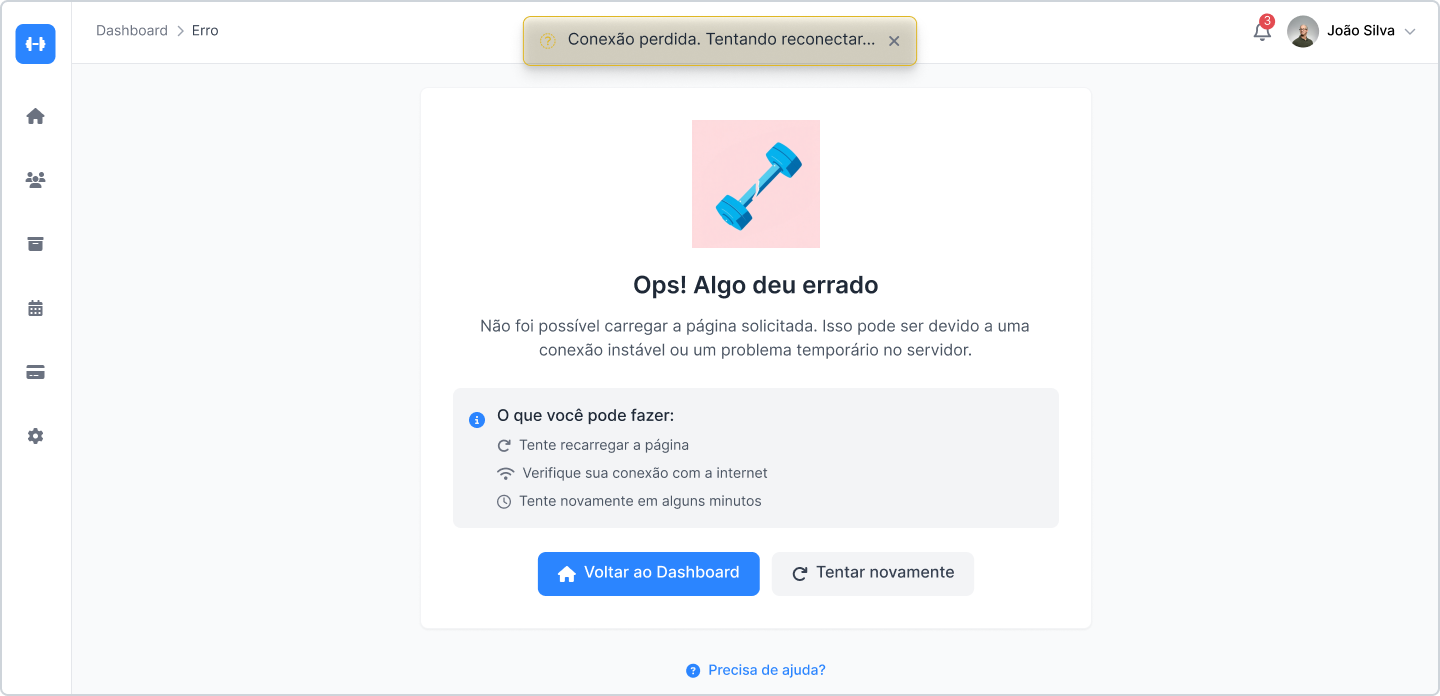 Dashboard > Erro
Conexão perdida. Tentando reconectar...
3
João Silva
Ops! Algo deu errado
Não foi possível carregar a página solicitada. Isso pode ser devido a uma
conexão instável ou um problema temporário no servidor.
O que você pode fazer:
Tente recarregar a página
Verifique sua conexão com a internet
Tente novamente em alguns minutos
Voltar ao Dashboard
Tentar novamente
Precisa de ajuda?